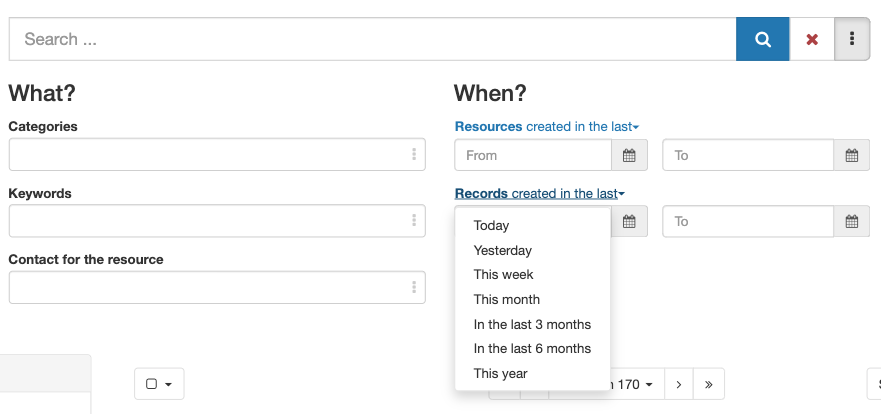 Search ...
What?
When?
Categories
Resources created in the last
From
To
Keywords
Records created in the last
To
Today
Yesterday
This week
This month
In the last 3 months
In the last 6 months
This year
Contact for the resource
170